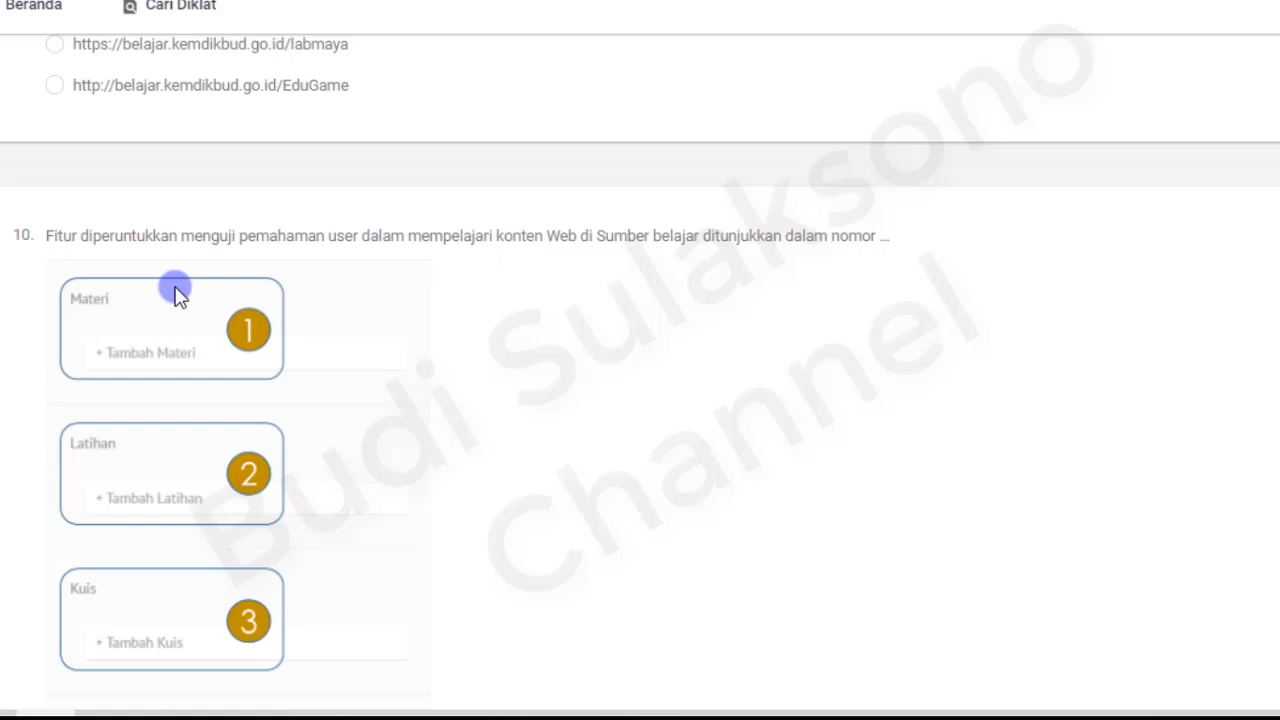 Beranda
Cari Diklat
https://belajar.kemdikbud.go.id/labmaya
http://belajar.kemdikbud.go.id/EduGame
10. Fitur diperuntukkan menguji pemahaman user dalam mempelajari konten Web di Sumber belajar ditunjukkan dalam nomor ...
Materi
1
+ Tambah Materi
Latihan
2
+ Tambah Latihan
Kuis
3
+ Tambah Kuis
Budi Sulaksono
Channel